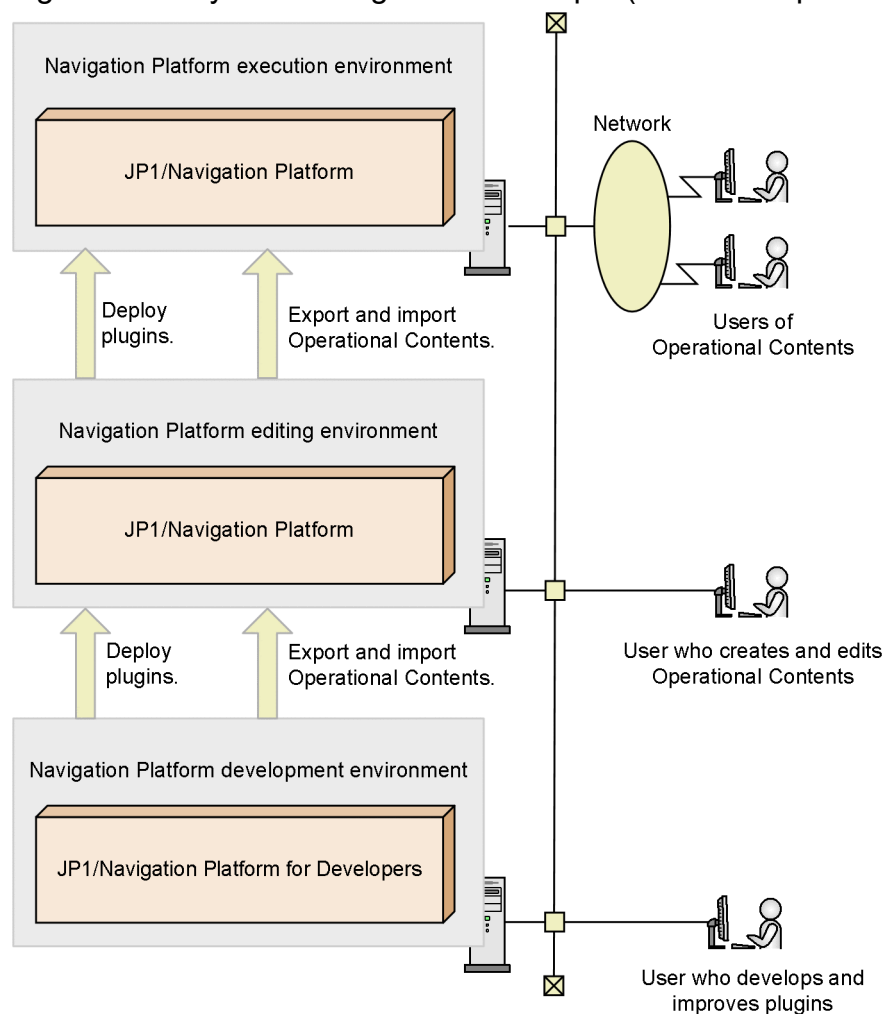 Navigation Platform execution environment
JP1/Navigation Platform
Network
Users of
Operational Contents
Deploy
plugins.
Export and import
Operational Contents.
Navigation Platform editing environment
JP1/Navigation Platform
User who creates and edits
Operational Contents
Deploy
plugins.
Export and import
Operational Contents.
Navigation Platform development environment
JP1/Navigation Platform for Developers
User who develops and
improves plugins